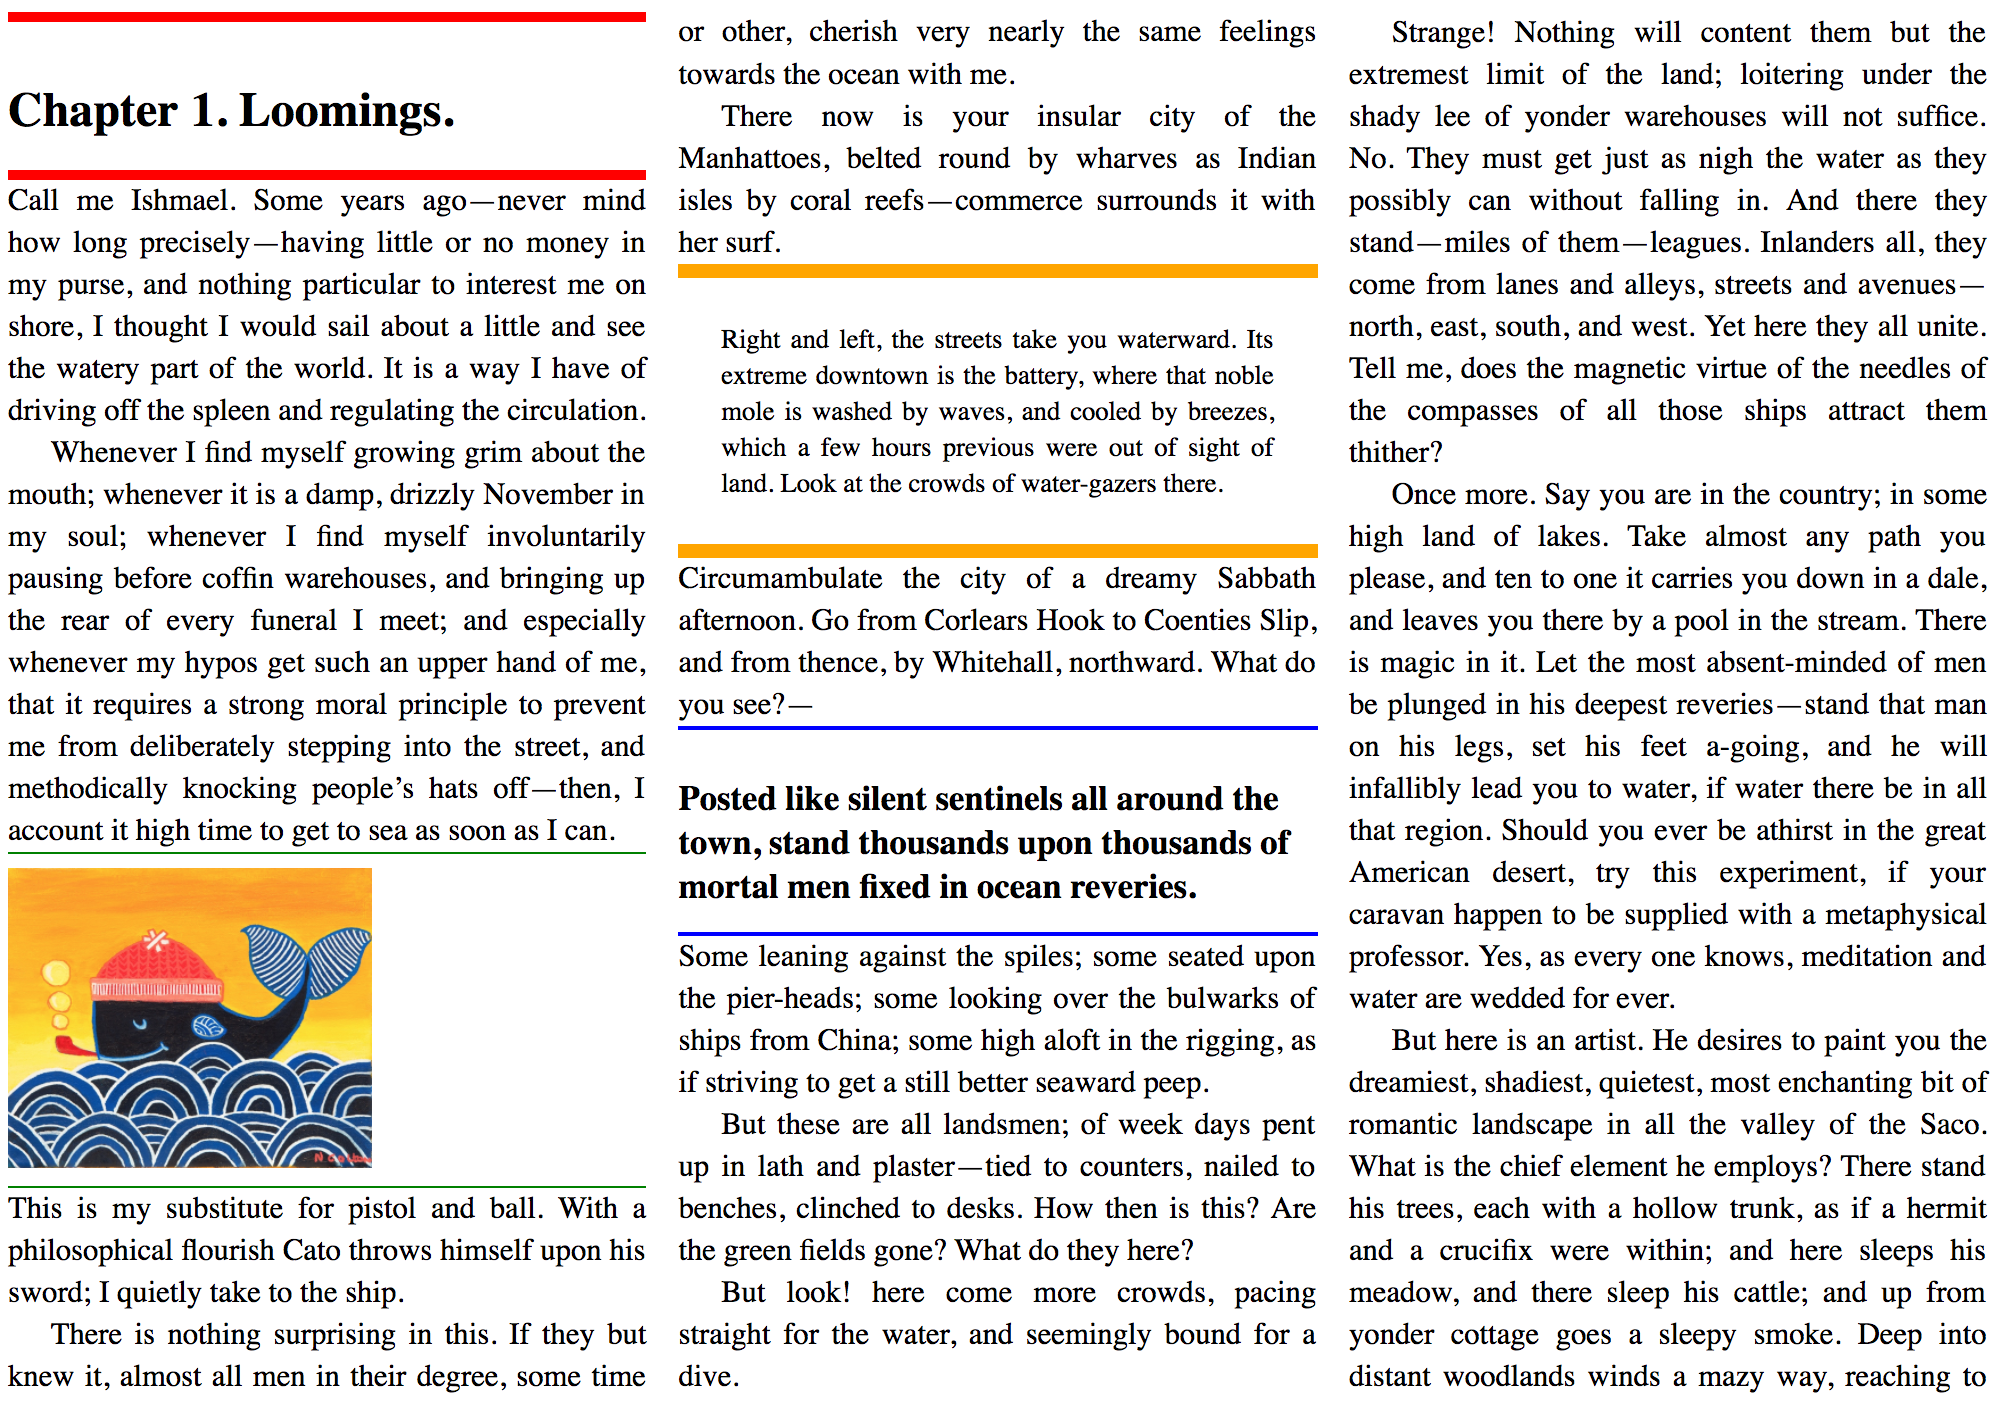 Chapter 1. Loomings.
Call me Ishmael. Some years ago—never mind
how long precisely—having little or no money in
my purse, and nothing particular to interest me on
shore, I thought I would sail about a little and see
the watery part of the world. It is a way I have of
driving off the spleen and regulating the circulation.
Whenever I find myself growing grim about the
mouth; whenever it is a damp, drizzly November in
my soul; whenever I find myself involuntarily
pausing before coffin warehouses, and bringing up
the rear of every funeral I meet; and especially
whenever my hypos get such an upper hand of me,
that it requires a strong moral principle to prevent
me from deliberately stepping into the street, and
methodically knocking people’s hats off—then, I
account it high time to get to sea as soon as I can.
This is my substitute for pistol and ball. With a
philosophical flourish Cato throws himself upon his
sword; I quietly take to the ship.
There is nothing surprising in this. If they but
knew it, almost all men in their degree, some time
or other, cherish very nearly the same feelings
towards the ocean with me.
There now is your insular city of the
Manhattoes, belted round by wharves as Indian
isles by coral reefs—commerce surrounds it with
her surf.
Right and left, the streets take you waterward. Its
extreme downtown is the battery, where that noble
mole is washed by waves, and cooled by breezes,
which a few hours previous were out of sight of
land. Look at the crowds of water-gazers there.
Circumambulate the city of a dreamy Sabbath
afternoon. Go from Corlears Hook to Coenties Slip,
and from thence, by Whitehall, northward. What do
you see?—
Posted like silent sentinels all around the
town, stand thousands upon thousands of
mortal men fixed in ocean reveries.
Some leaning against the spiles; some seated upon
the pier-heads; some looking over the bulwarks of
ships from China; some high aloft in the rigging, as
if striving to get a still better seaward peep.
But these are all landsmen; of week days pent
up in lath and plaster—tied to counters, nailed to
benches, clinched to desks. How then is this? Are
the green fields gone? What do they here?
But look! here come more crowds, pacing
straight for the water, and seemingly bound for a
dive.
Strange! Nothing will content them but the
extremest limit of the land; loitering under the
shady lee of yonder warehouses will not suffice.
No. They must get just as nigh the water as they
possibly can without falling in. And there they
stand—miles of them—leagues. Inlanders all, they
come from lanes and alleys, streets and avenues—
north, east, south, and west. Yet here they all unite.
Tell me, does the magnetic virtue of the needles of
the compasses of all those ships attract them
thither?
Once more. Say you are in the country; in some
high land of lakes. Take almost any path you
please, and ten to one it carries you down in a dale,
and leaves you there by a pool in the stream. There
is magic in it. Let the most absent-minded of men
be plunged in his deepest reveries—stand that man
on his legs, set his feet a-going, and he will
infallibly lead you to water, if water there be in all
that region. Should you ever be athirst in the great
American desert, try this experiment, if your
caravan happen to be supplied with a metaphysical
professor. Yes, as every one knows, meditation and
water are wedded for ever.
But here is an artist. He desires to paint you the
dreamiest, shadiest, quietest, most enchanting bit of
romantic landscape in all the valley of the Saco.
What is the chief element he employs? There stand
his trees, each with a hollow trunk, as if a hermit
and a crucifix were within; and here sleeps his
meadow, and there sleep his cattle; and up from
yonder cottage goes a sleepy smoke. Deep into
distant woodlands winds a mazy way, reaching to